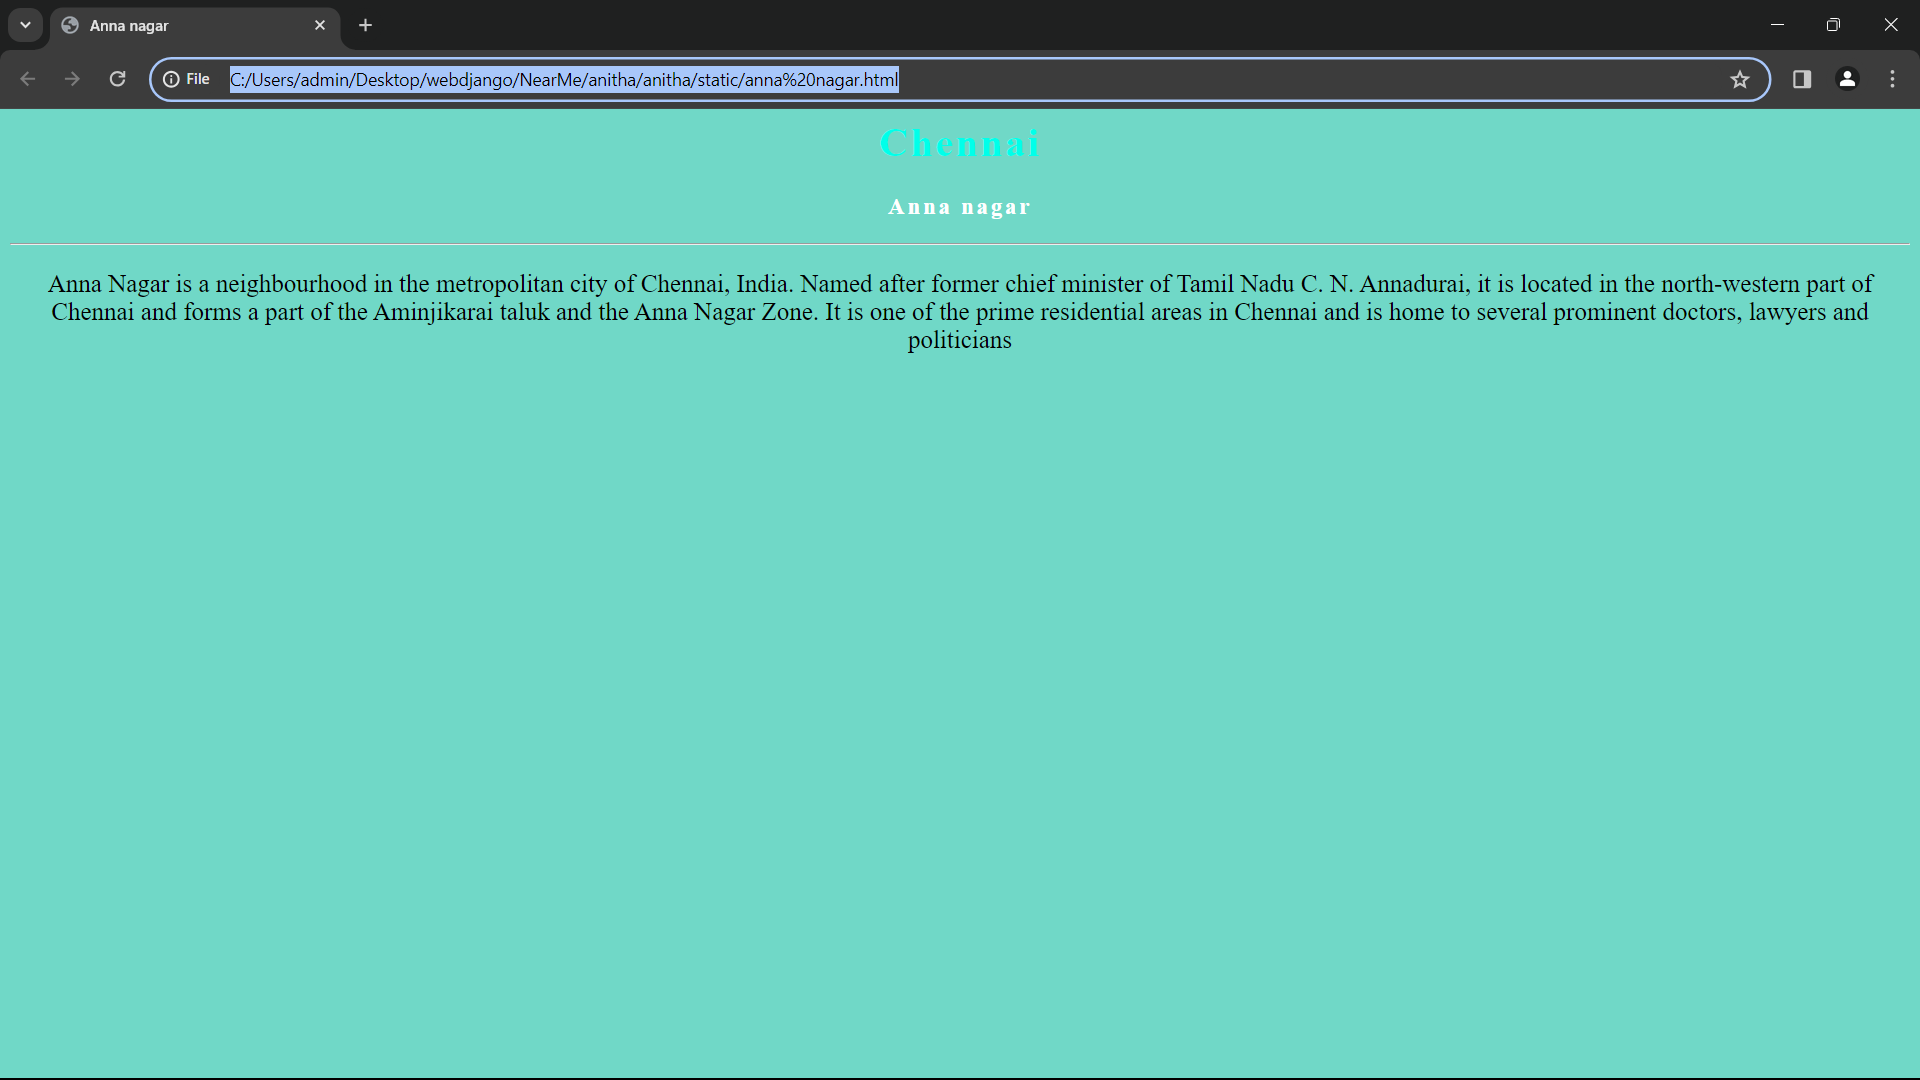 Anna nagar
File C:/Users/admin/Desktop/webdjango/NearMe/anitha/anitha/static/anna%20nagar.html
Chennai
Anna nagar
Anna Nagar is a neighbourhood in the metropolitan city of Chennai, India. Named after former chief minister of Tamil Nadu C. N. Annadurai, it is located in the north-western part of
Chennai and forms a part of the Aminjikarai taluk and the Anna Nagar Zone. It is one of the prime residential areas in Chennai and is home to several prominent doctors, lawyers and
politicians